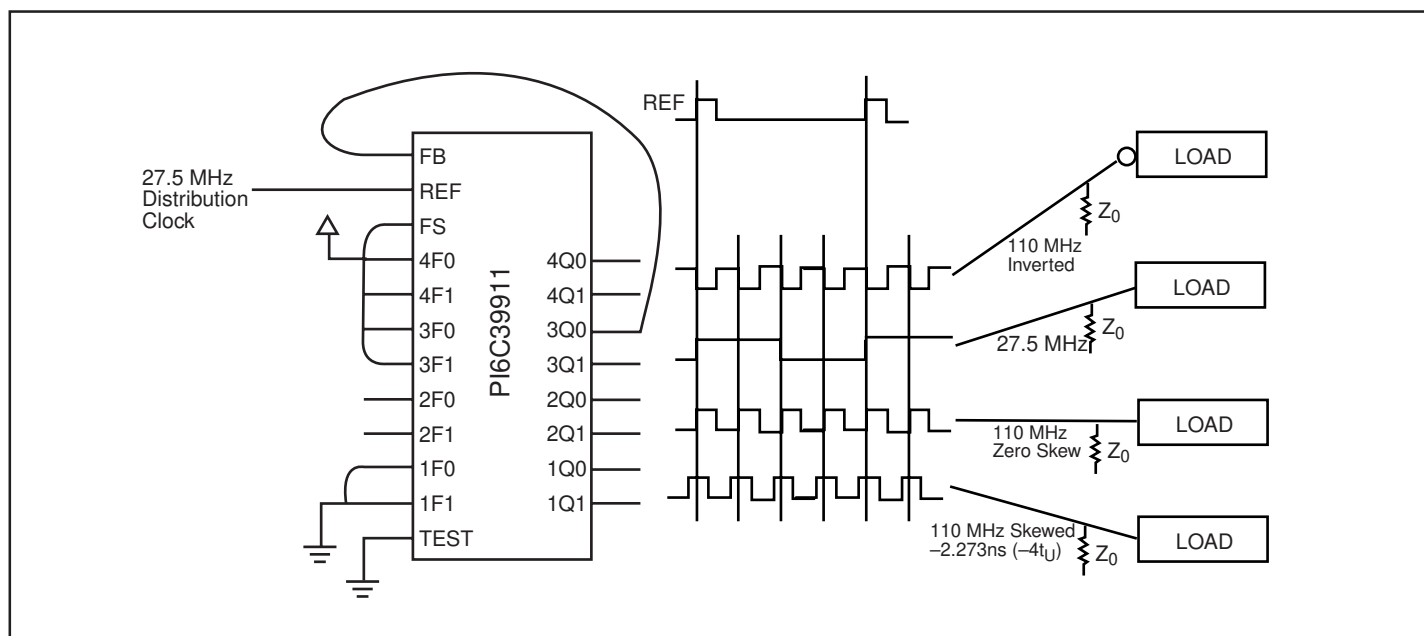 REF
FB
REF
FS
4F0
4F1
3F0
3F1
2F0
2F1
1F0
1F1
TEST
27.5 MHz
Distribution
Clock
PI6C39911
4Q0
4Q1
3Q0
3Q1
2Q0
2Q1
1Q0
1Q1
LOAD
Z0
110 MHz
Inverted
LOAD
Z0
27.5 MHz
LOAD
110 MHz
Zero Skew
Z0
110 MHz Skewed
–2.273ns (–4tU)
Z0
LOAD